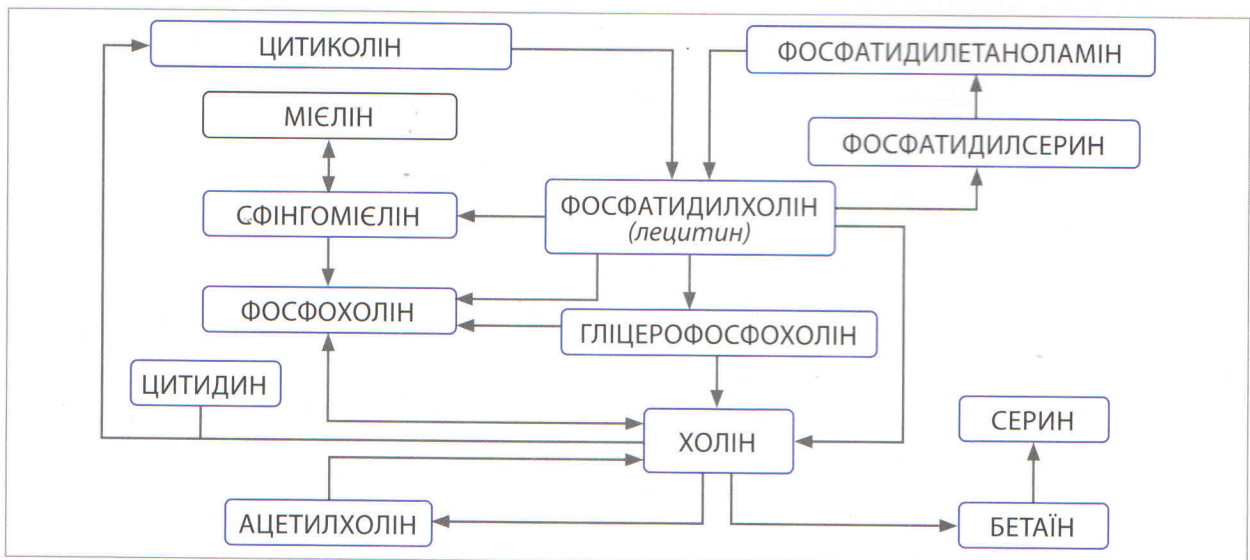 ЦИТИКОЛІН
ФОСФАТИДИЛЕТАНОЛАМІН
МІЄЛІН
ФОСФАТИДИЛСЕРИН
СФІНГОМІЄЛІН
ФОСФАТИДИЛХОЛІН
(лецитин)
ФОСФОХОЛІН
ГЛІЦЕРОФОСФОХОЛІН
ЦИТИДИН
ХОЛІН
СЕРИН
АЦЕТИЛХОЛІН
БЕТАЇН